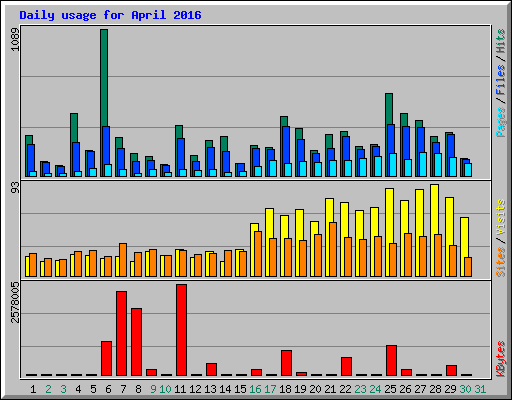 Daily usage for April 2016
1089
Pages / Files / Hits
93
Sites / Visits
2578005
KBytes
1 2 3 4 5 6 7 8 9 10 11 12 13 14 15 16 17 18 19 20 21 22 23 24 25 26 27 28 29 30 31